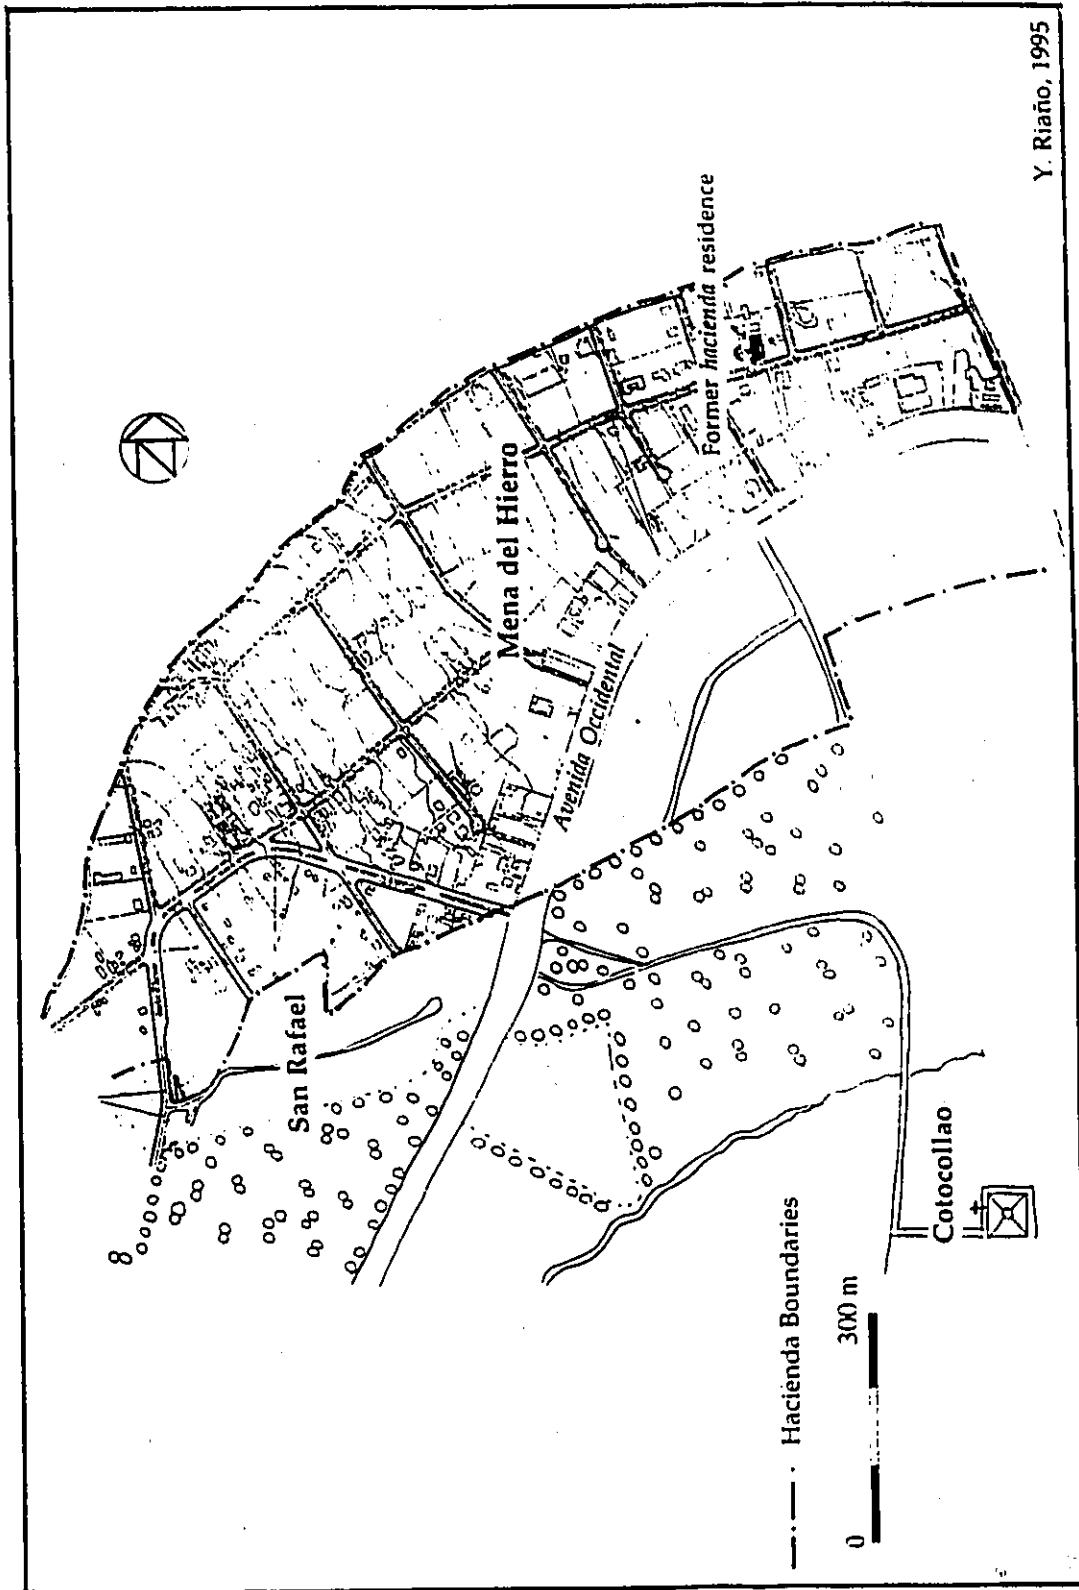 San Rafael
Mena del Hierro
Avenida Occidental
Former hacienda residence
Cotocollao
Hacienda Boundaries
0 300 m
Y. Riaño, 1995